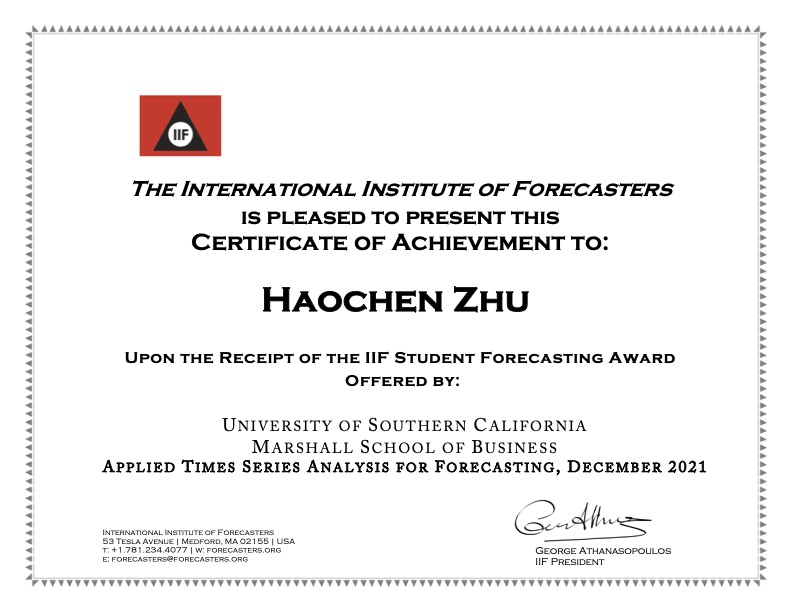 IIF
The International Institute of Forecasters
is pleased to present this
Certificate of Achievement to:
Haochen Zhu
Upon the Receipt of the IIF Student Forecasting Award
Offered by:
University of Southern California
Marshall School of Business
Applied Times Series Analysis for Forecasting, December 2021
International Institute of Forecasters
53 Tesla Avenue | Medford, MA 02155 | USA
t: +1.781.234.4077 | w: forecasters.org
e: forecasters@forecasters.org
George Athanasopoulos
IIF President